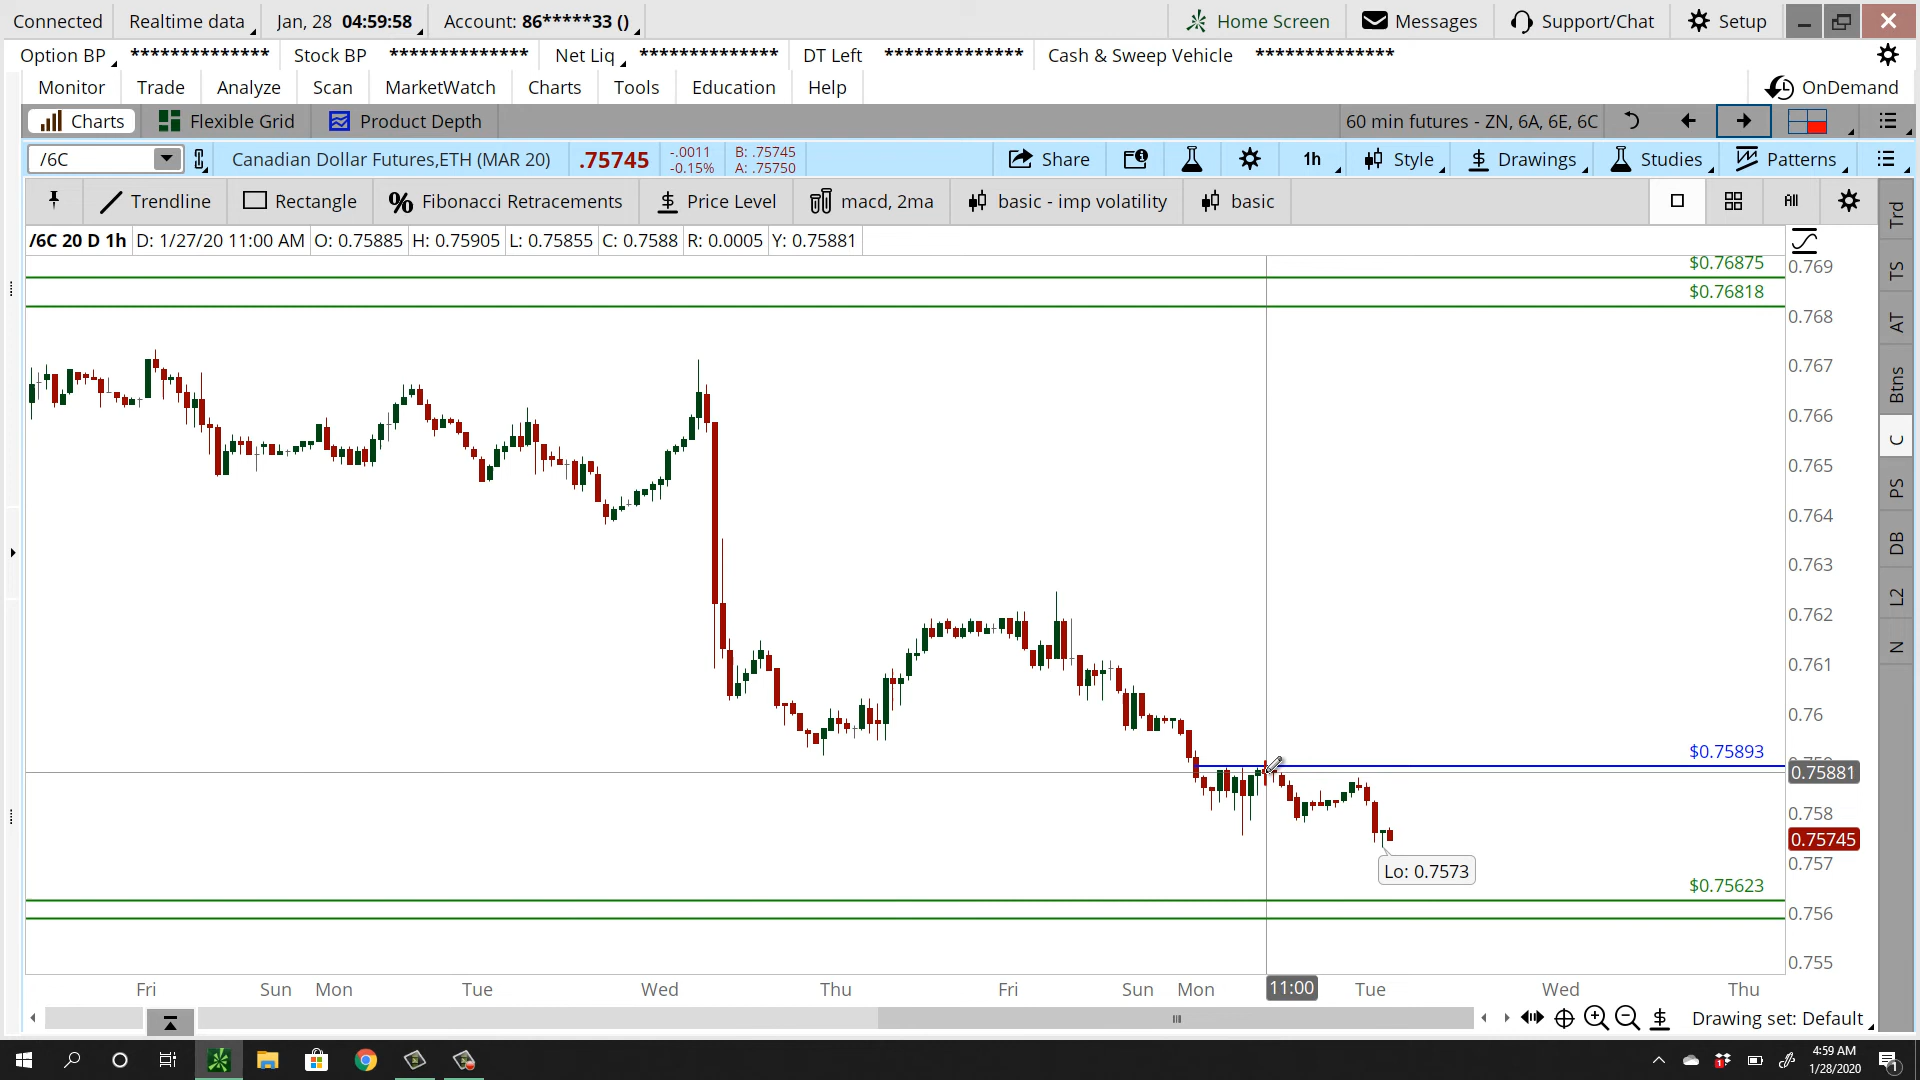 Connected Realtime data Jan, 28 04:59:58 Account: 86*****33 () Home Screen Messages Support/Chat Setup
Option BP ************** Stock BP ************** Net Liq ************** DT Left ************** Cash & Sweep Vehicle **************
Monitor Trade Analyze Scan MarketWatch Charts Tools Education Help OnDemand
Charts Flexible Grid Product Depth 60 min futures - ZN, 6A, 6E, 6C
/6C Canadian Dollar Futures,ETH (MAR 20) .75745 -.0011 B: .75745 Share 1h Style Drawings Studies Patterns
-0.15% A: .75750
Trendline Rectangle Fibonacci Retracements Price Level macd, 2ma basic - imp volatility basic All
/6C 20 D 1h D: 1/27/20 11:00 AM O: 0.75885 H: 0.75905 L: 0.75855 C: 0.7588 R: 0.0005 Y: 0.75881
$0.76875
0.769
$0.76818
0.768
0.767
0.766
0.765
0.764
0.763
0.762
0.761
0.76
$0.75893
0.75881
0.758
0.75745
0.757
Lo: 0.7573
$0.75623
0.756
0.755
Fri Sun Mon Tue Wed Thu Fri Sun Mon 11:00 Tue Wed Thu
Drawing set: Default
Trd
TS
AT
Btns
C
PS
DB
L2
N
4:59 AM
1/28/2020